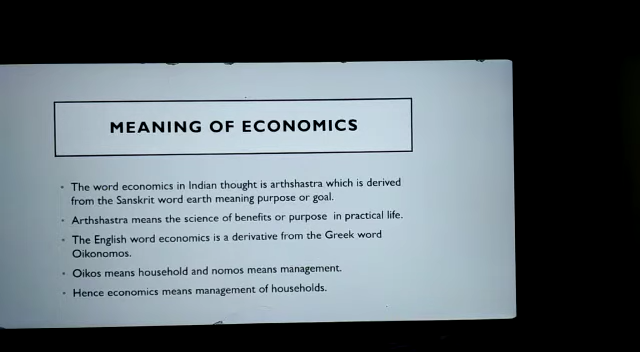 MEANING OF ECONOMICS
• The word economics in Indian thought is arthshastra which is derived
from the Sanskrit word earth meaning purpose or goal.
• Arthshastra means the science of benefits or purpose in practical life.
• The English word economics is a derivative from the Greek word
Oikonomos.
• Oikos means household and nomos means management.
• Hence economics means management of households.